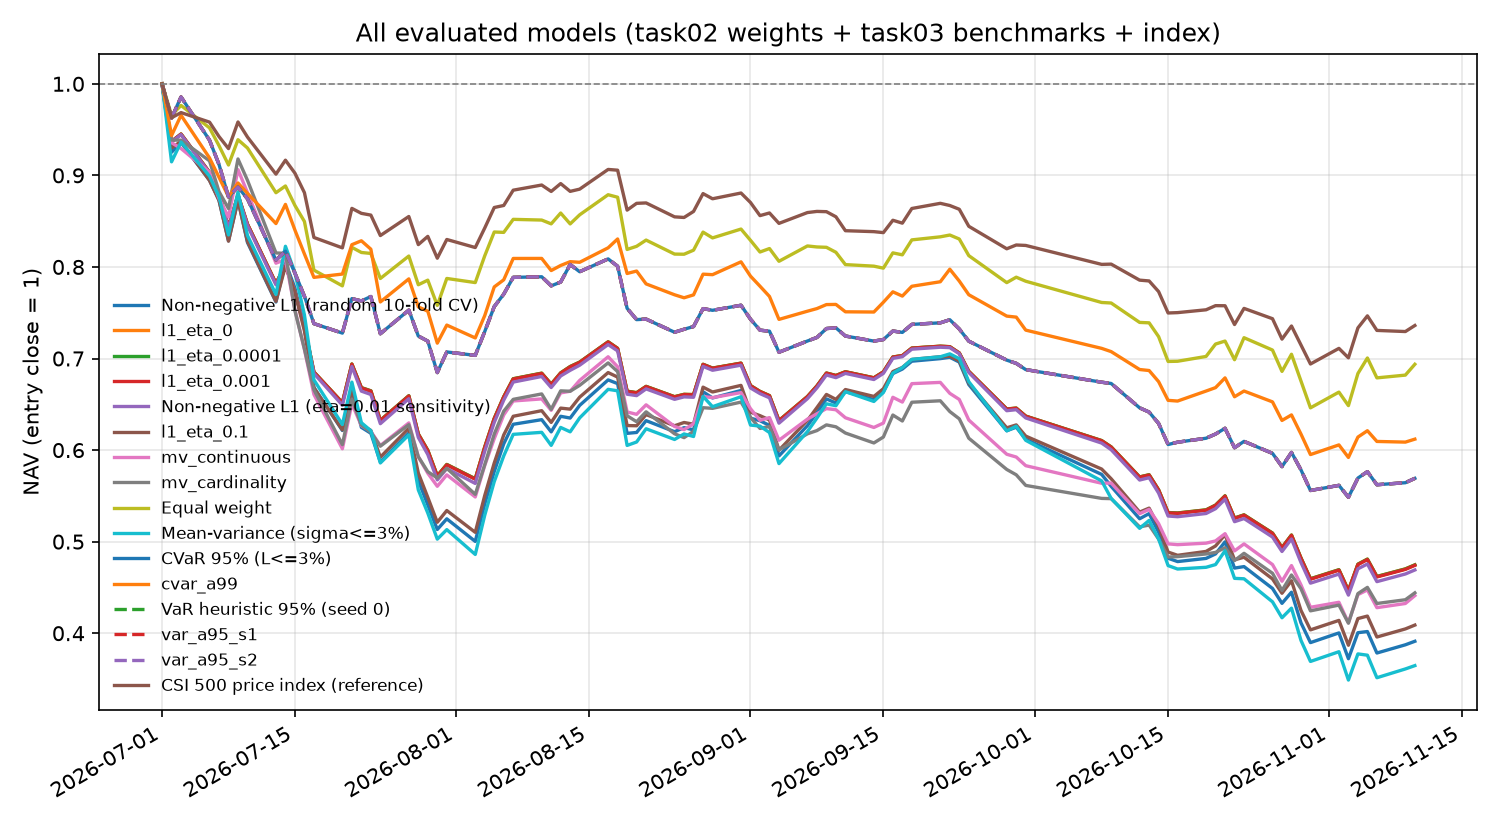 All evaluated models (task02 weights + task03 benchmarks + index)
NAV (entry close = 1)
1.0
0.9
0.8
0.7
0.6
0.5
0.4
Non-negative L1 (random 10-fold CV)
l1_eta_0
l1_eta_0.0001
l1_eta_0.001
Non-negative L1 (eta=0.01 sensitivity)
l1_eta_0.1
mv_continuous
mv_cardinality
Equal weight
Mean-variance (sigma<=3%)
CVaR 95% (L<=3%)
cvar_a99
VaR heuristic 95% (seed 0)
var_a95_s1
var_a95_s2
CSI 500 price index (reference)
2026-07-01
2026-07-15
2026-08-01
2026-08-15
2026-09-01
2026-09-15
2026-10-01
2026-10-15
2026-11-01
2026-11-15